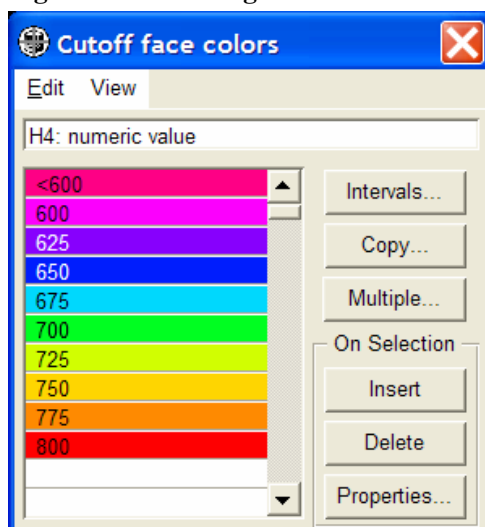 Cutoff face colors
Edit View
H4: numeric value
<600
600
625
650
675
700
725
750
775
800
Intervals...
Copy...
Multiple...
On Selection
Insert
Delete
Properties...